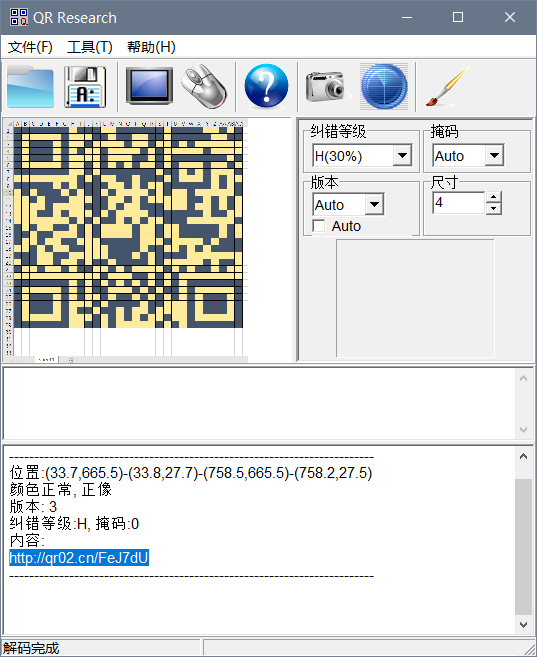 QR Research
文件(F) 工具(T) 帮助(H)
纠错等级
H(30%)
掩码
Auto
版本
Auto
Auto
尺寸
4
位置:(33.7,665.5)-(33.8,27.7)-(758.5,665.5)-(758.2,27.5)
颜色正常, 正像
版本: 3
纠错等级:H, 掩码:0
内容:
http://qr02.cn/FeJ7dU
解码完成